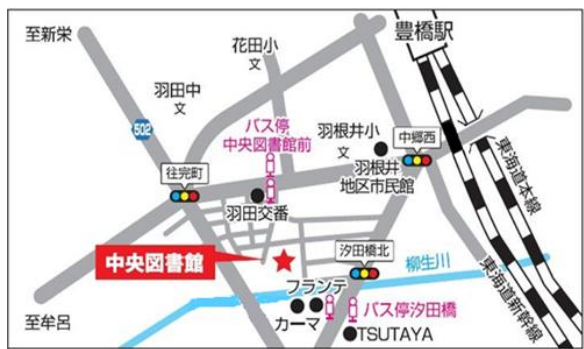 至新栄
花田小
文
豊橋駅
羽田中
文
502
バス停
中央図書館前
羽根井小
文
中郷西
往完町
羽根井
地区市民館
羽田交番
東海道本線
中央図書館
汐田橋北
柳生川
東海道新幹線
フランテ
カーマ
バス停汐田橋
至牟呂
TSUTAYA